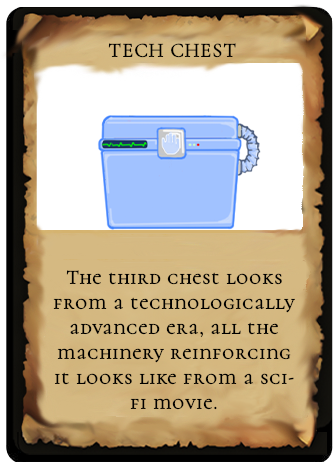 TECH CHEST
The third chest looks
from a technologically
advanced era, all the
machinery reinforcing
it looks like from a sci-
fi movie.